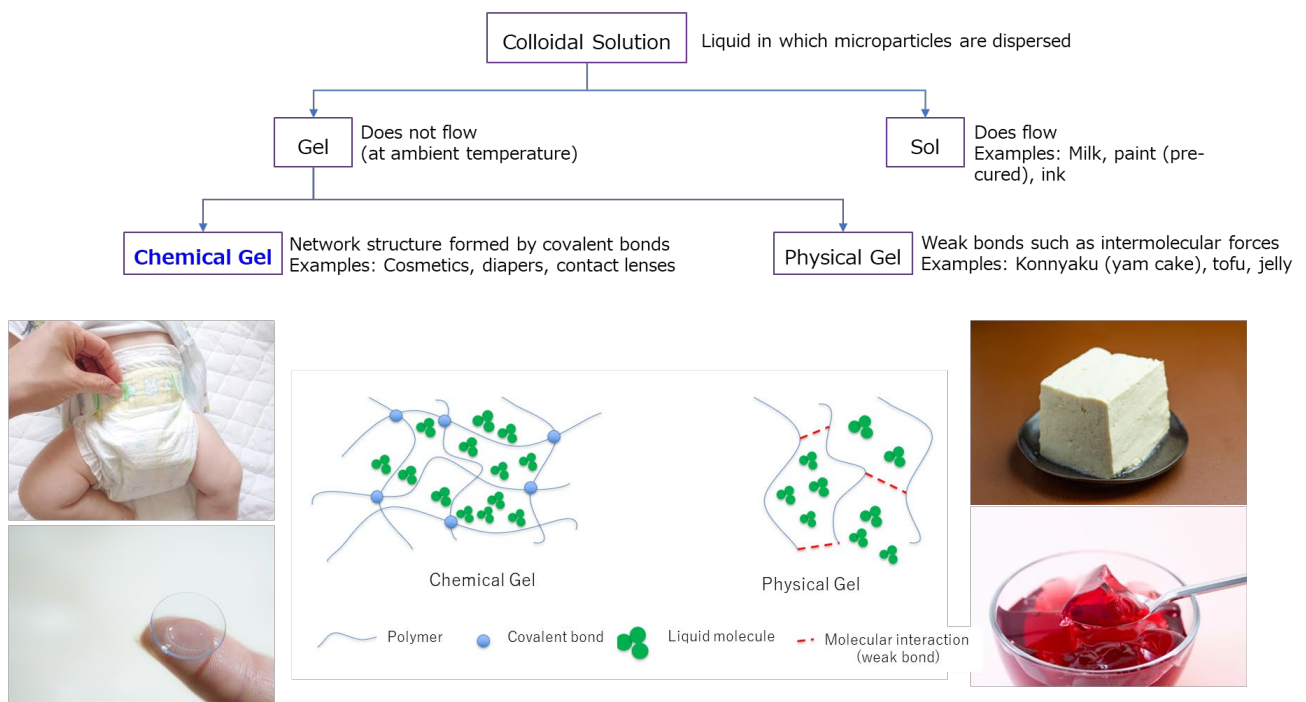 Colloidal Solution
Liquid in which microparticles are dispersed
Gel
Does not flow
(at ambient temperature)
Sol
Does flow
Examples: Milk, paint (pre-
cured), ink
Chemical Gel
Network structure formed by covalent bonds
Examples: Cosmetics, diapers, contact lenses
Physical Gel
Weak bonds such as intermolecular forces
Examples: Konnyaku (yam cake), tofu, jelly
Chemical Gel
Physical Gel
Polymer
Covalent bond
Liquid molecule
Molecular interaction
(weak bond)